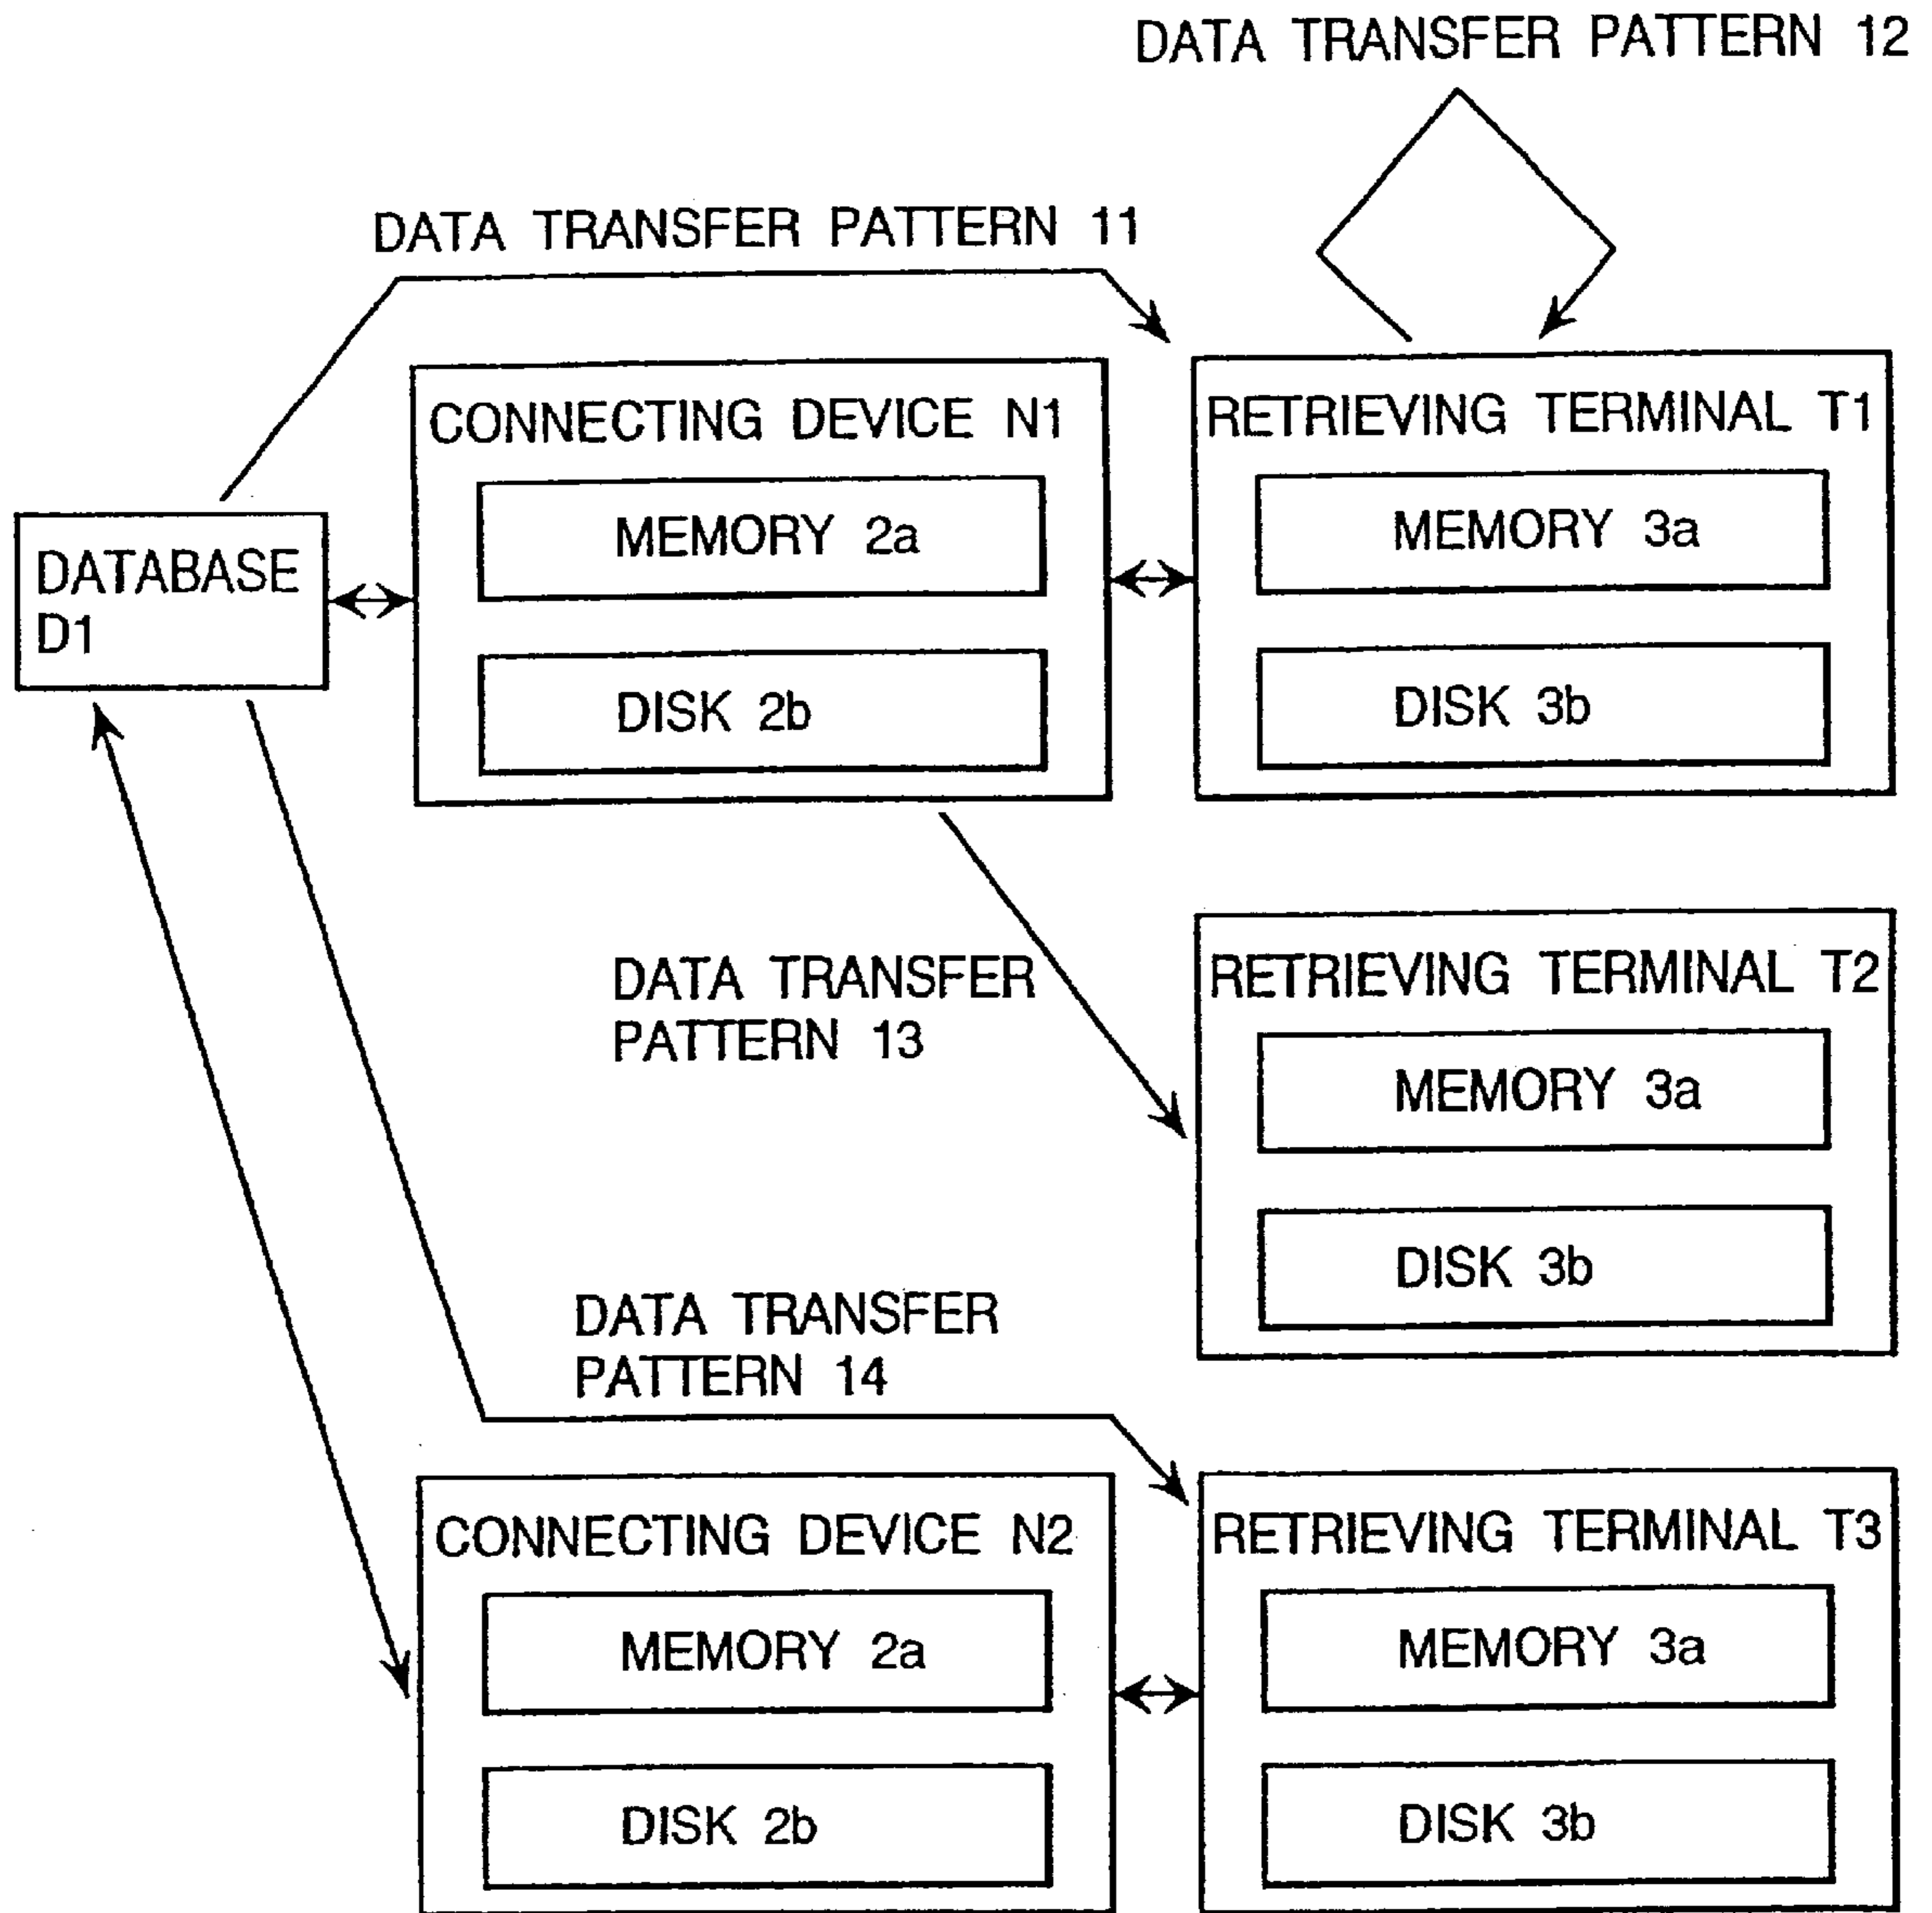 DATA TRANSFER PATTERN 12
DATA TRANSFER PATTERN 11
CONNECTING DEVICE N1
MEMORY 2a
DISK 2b
RETRIEVING TERMINAL T1
MEMORY 3a
DISK 3b
DATABASE
D1
DATA TRANSFER
PATTERN 13
RETRIEVING TERMINAL T2
MEMORY 3a
DISK 3b
DATA TRANSFER
PATTERN 14
CONNECTING DEVICE N2
MEMORY 2a
DISK 2b
RETRIEVING TERMINAL T3
MEMORY 3a
DISK 3b